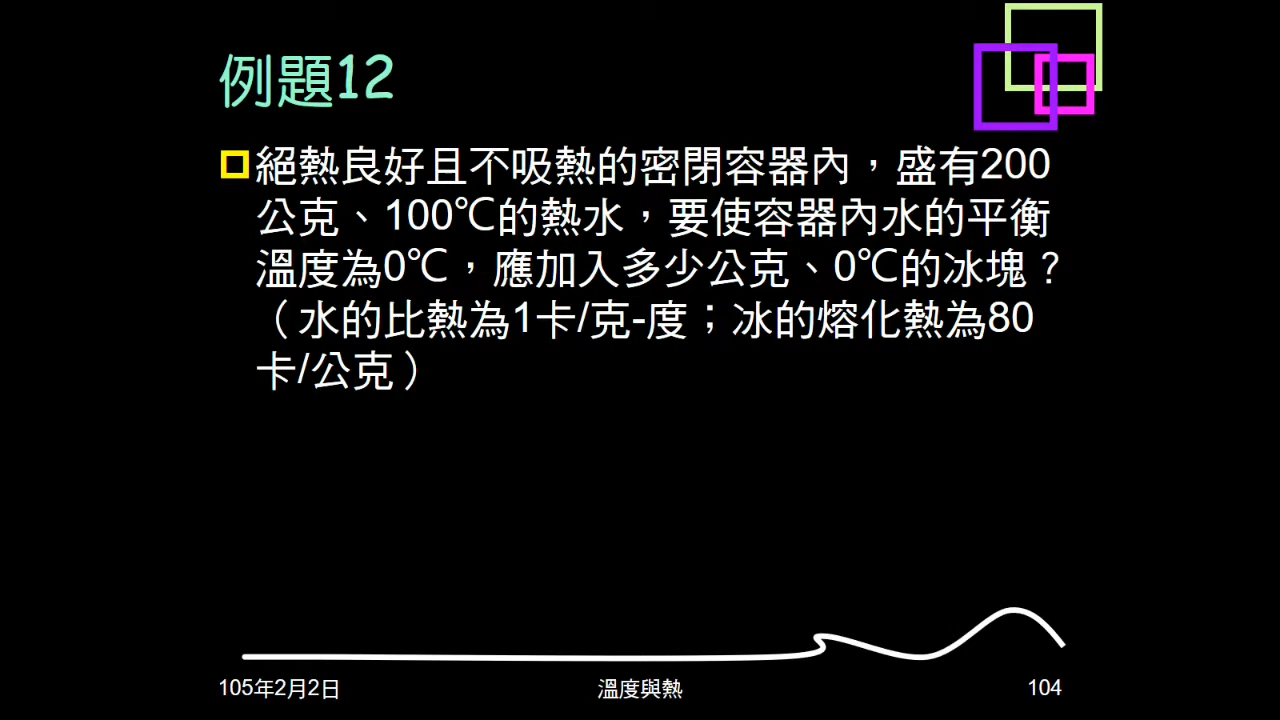 例題12
絕熱良好且不吸熱的密閉容器內，盛有200
公克、100℃的熱水，要使容器內水的平衡
溫度為0℃，應加入多少公克、0℃的冰塊？
（水的比熱為1卡/克-度；冰的熔化熱為80
卡/公克）
105年2月2日
溫度與熱
104